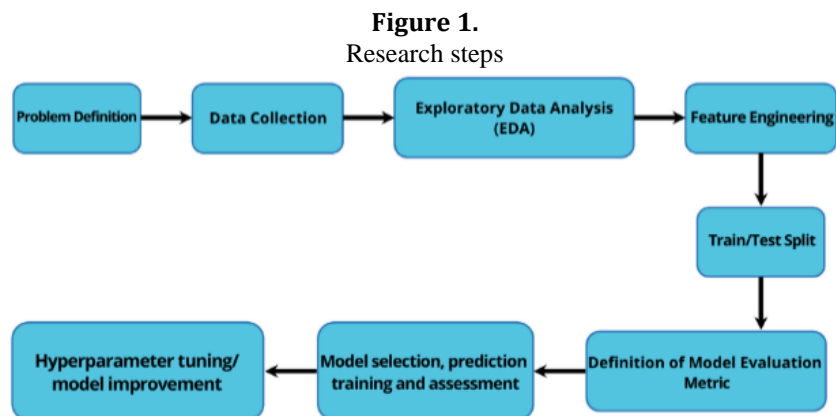 Figure 1.
Research steps
Problem Definition
Data Collection
Exploratory Data Analysis
(EDA)
Feature Engineering
Train/Test Split
Definition of Model Evaluation
Metric
Model selection, prediction
training and assessment
Hyperparameter tuning/
model improvement